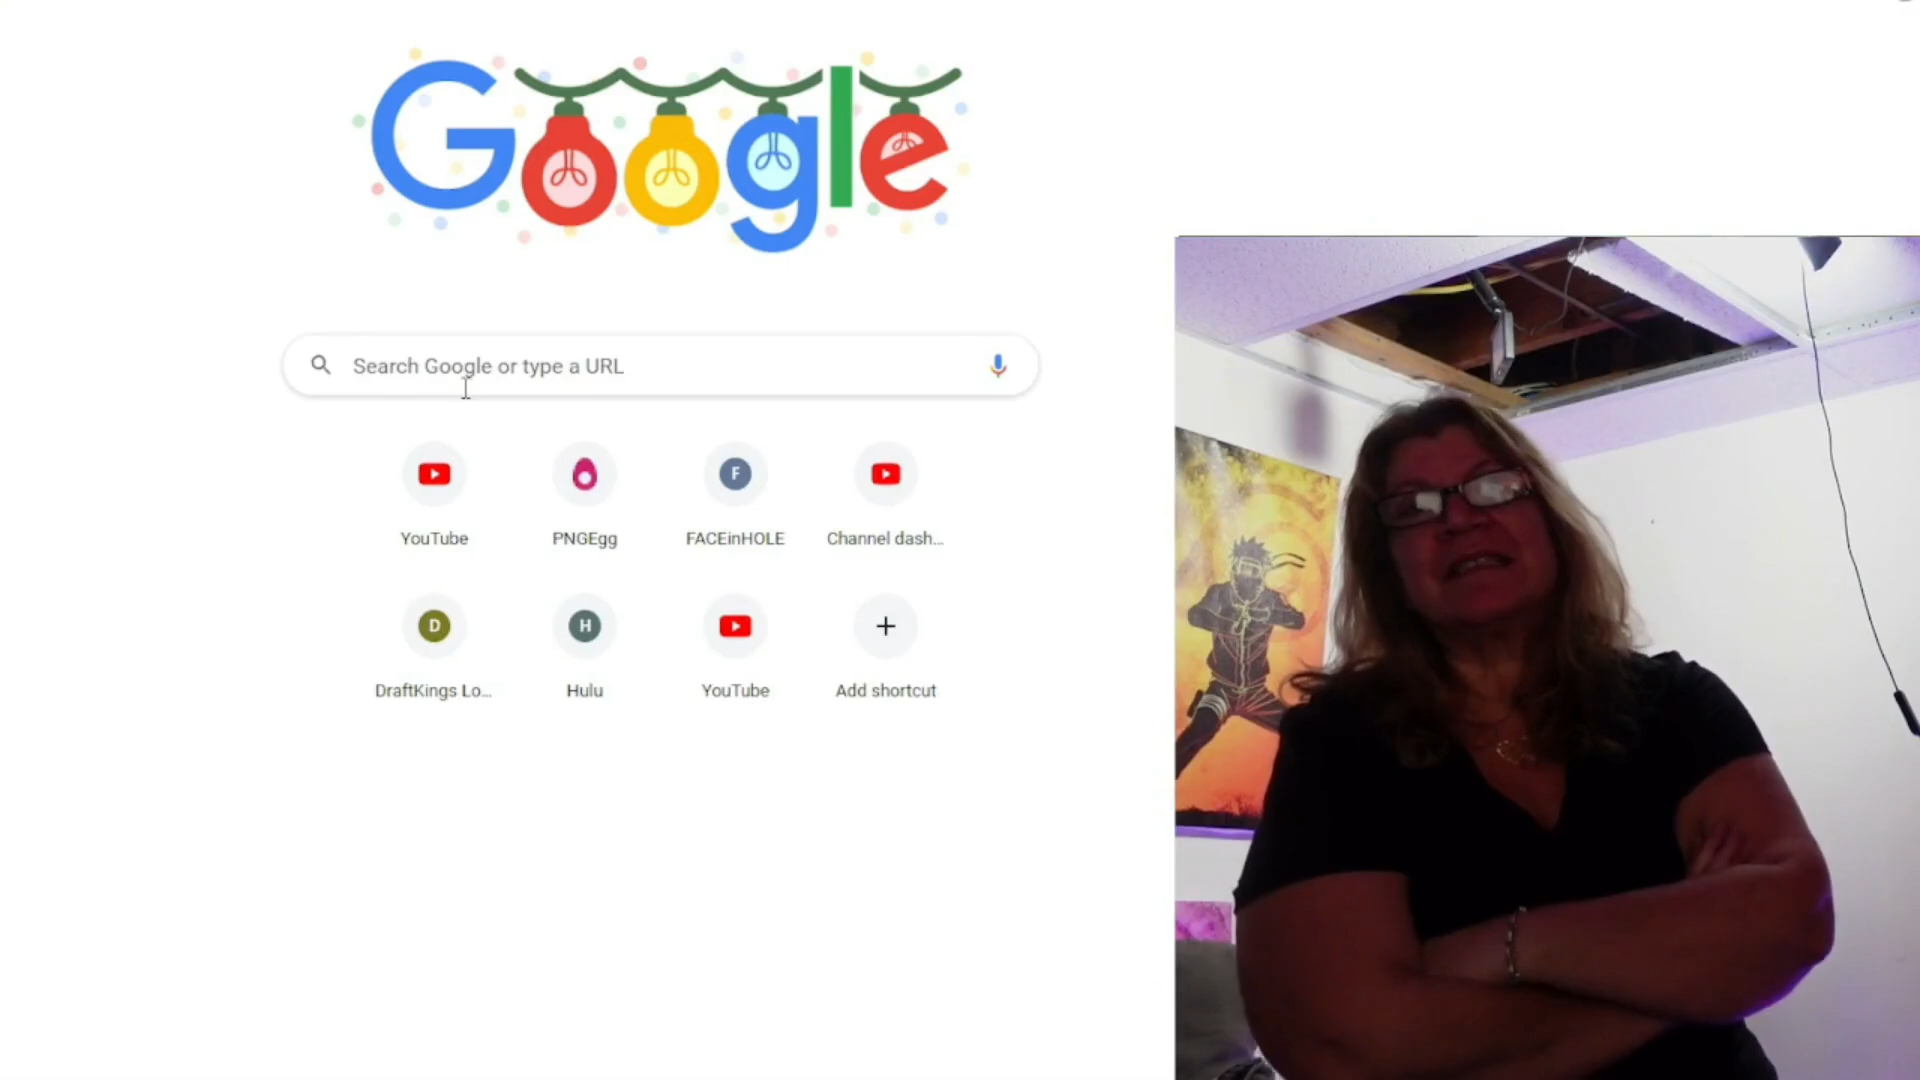 Google
Search Google or type a URL
YouTube
PNGEgg
F
FACEinHOLE
Channel dash...
D
DraftKings Lo...
H
Hulu
YouTube
Add shortcut